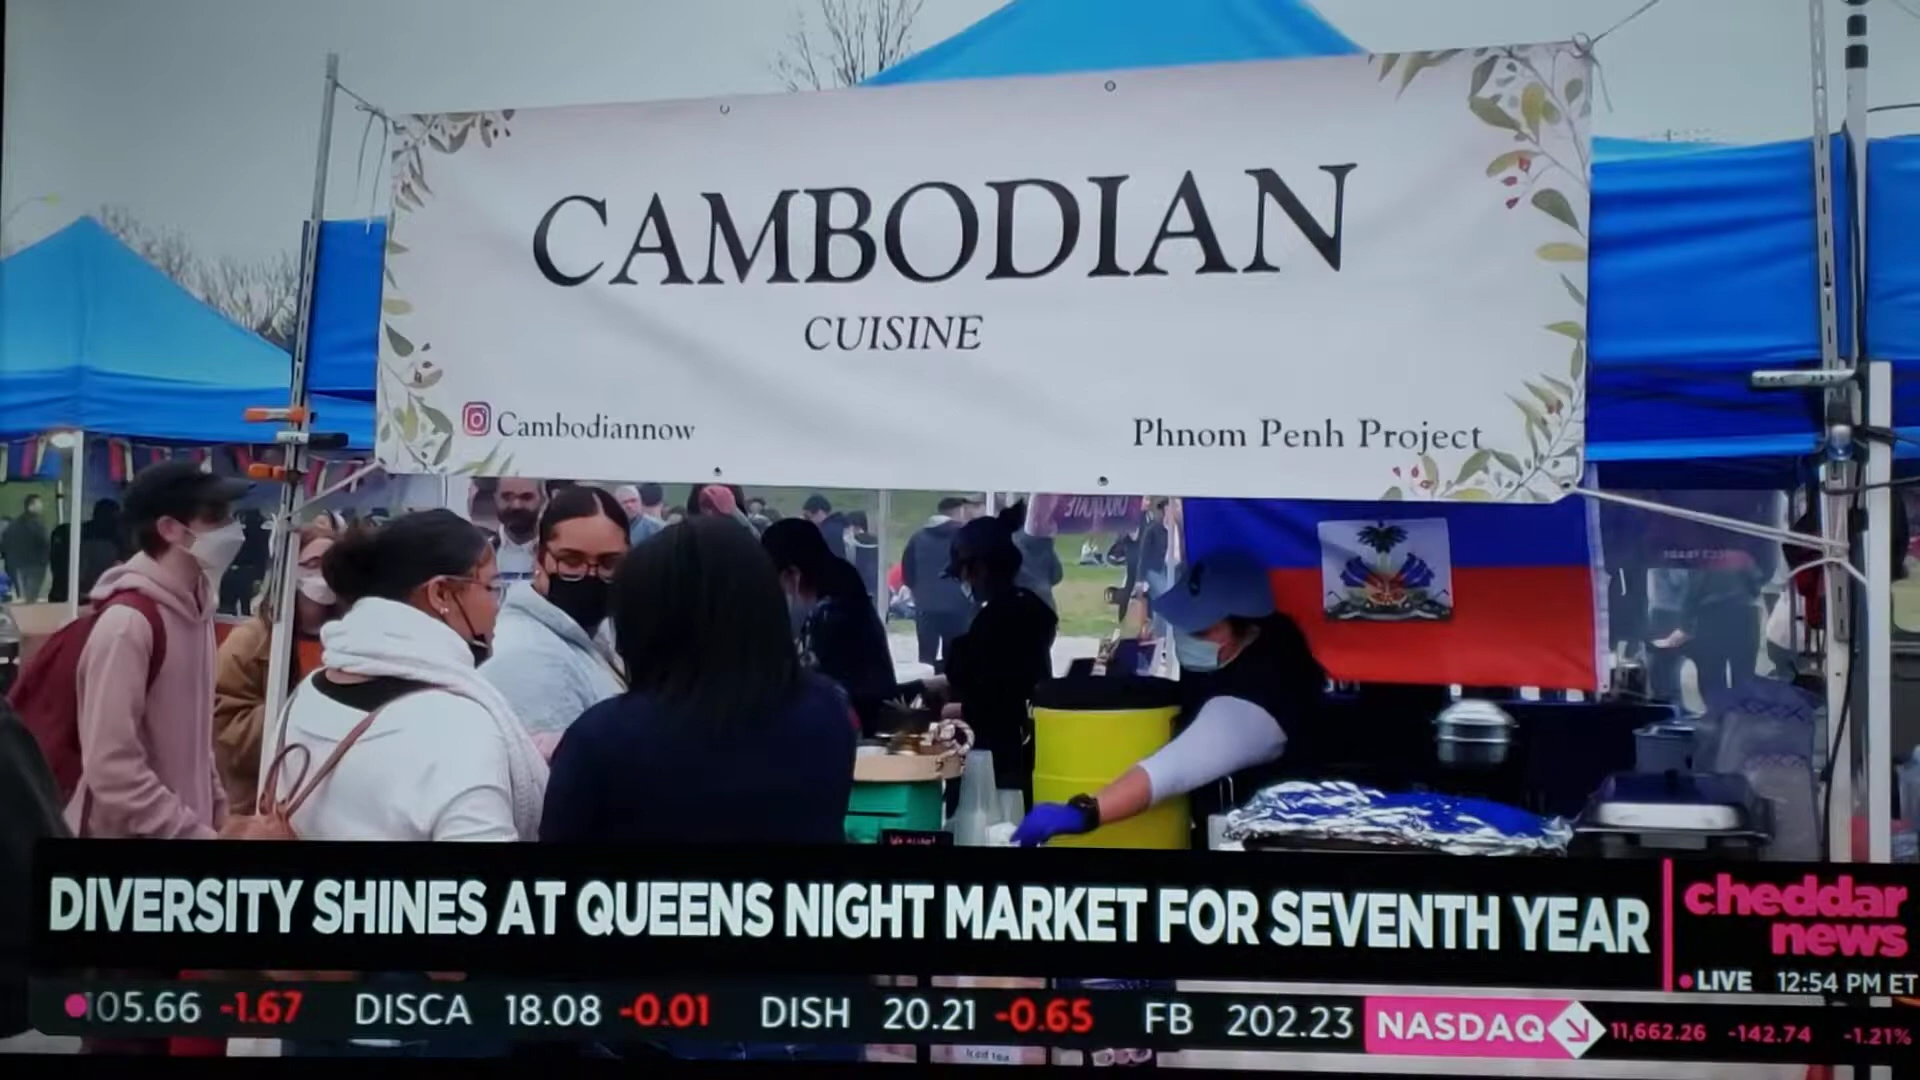 CAMBODIAN
CUISINE
Cambodiannow
Phnom Penh Project
DIVERSITY SHINES AT QUEENS NIGHT MARKET FOR SEVENTH YEAR
cheddar
news
LIVE 12:54 PM ET
105.66 -1.67 DISCA 18.08 -0.01 DISH 20.21 -0.65 FB 202.23 NASDAQ 11,662.26 -142.74 -1.21%
Iced tea